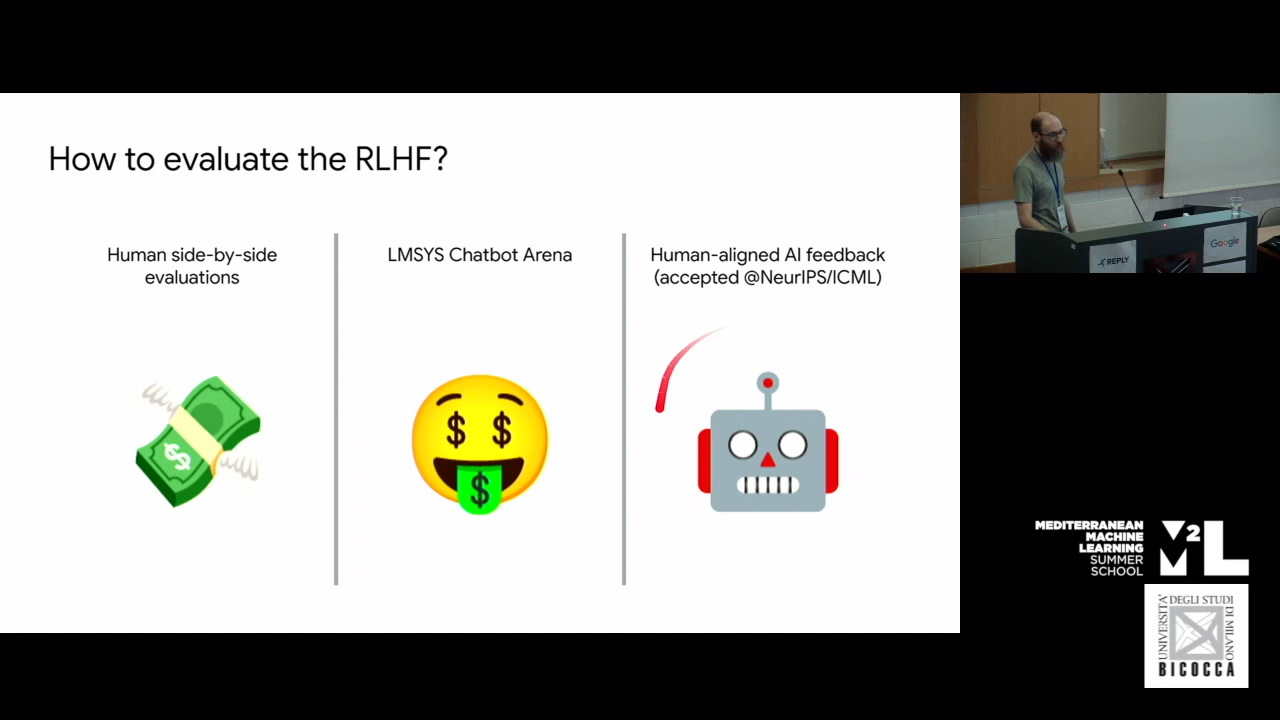 How to evaluate the RLHF?
Human side-by-side
evaluations
LMSYS Chatbot Arena
Human-aligned AI feedback
(accepted @NeurIPS/ICML)
REPLY
Google
MEDITERRANEAN
MACHINE
LEARNING
SUMMER
SCHOOL
M2L
UNIVERSITA'
DEGLI STUDI
DI MILANO
BICOCCA